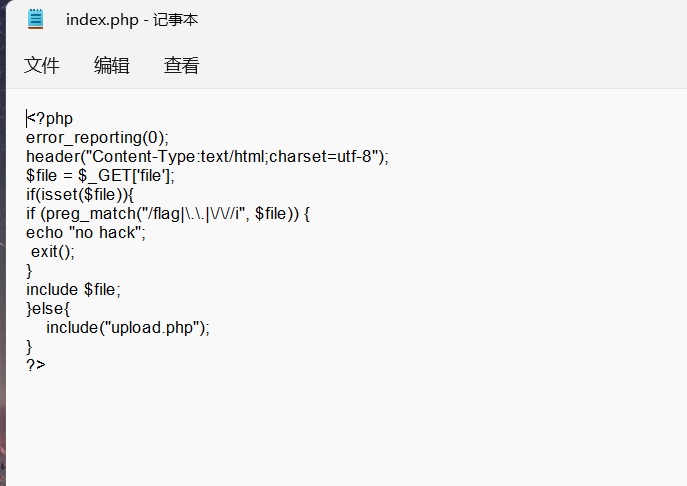 index.php - 记事本
文件 编辑 查看
<?php
error_reporting(0);
header("Content-Type:text/html;charset=utf-8");
$file = $_GET['file'];
if(isset($file)){
if (preg_match("/flag|\.\.|\/\//i", $file)) {
echo "no hack";
 exit();
}
include $file;
}else{
    include("upload.php");
}
?>